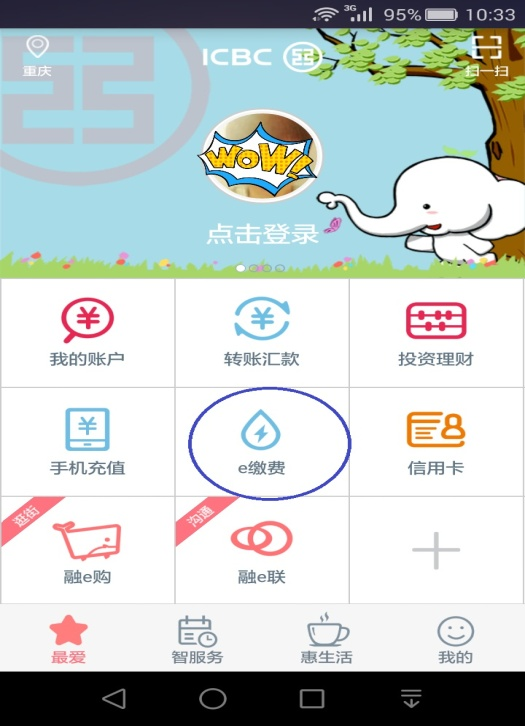 3G 95% 10:33
重庆 ICBC 扫一扫
WOW!
点击登录
我的账户 转账汇款 投资理财
手机充值 e缴费 信用卡
逛街 沟通
融e购 融e联
最爱 智服务 惠生活 我的